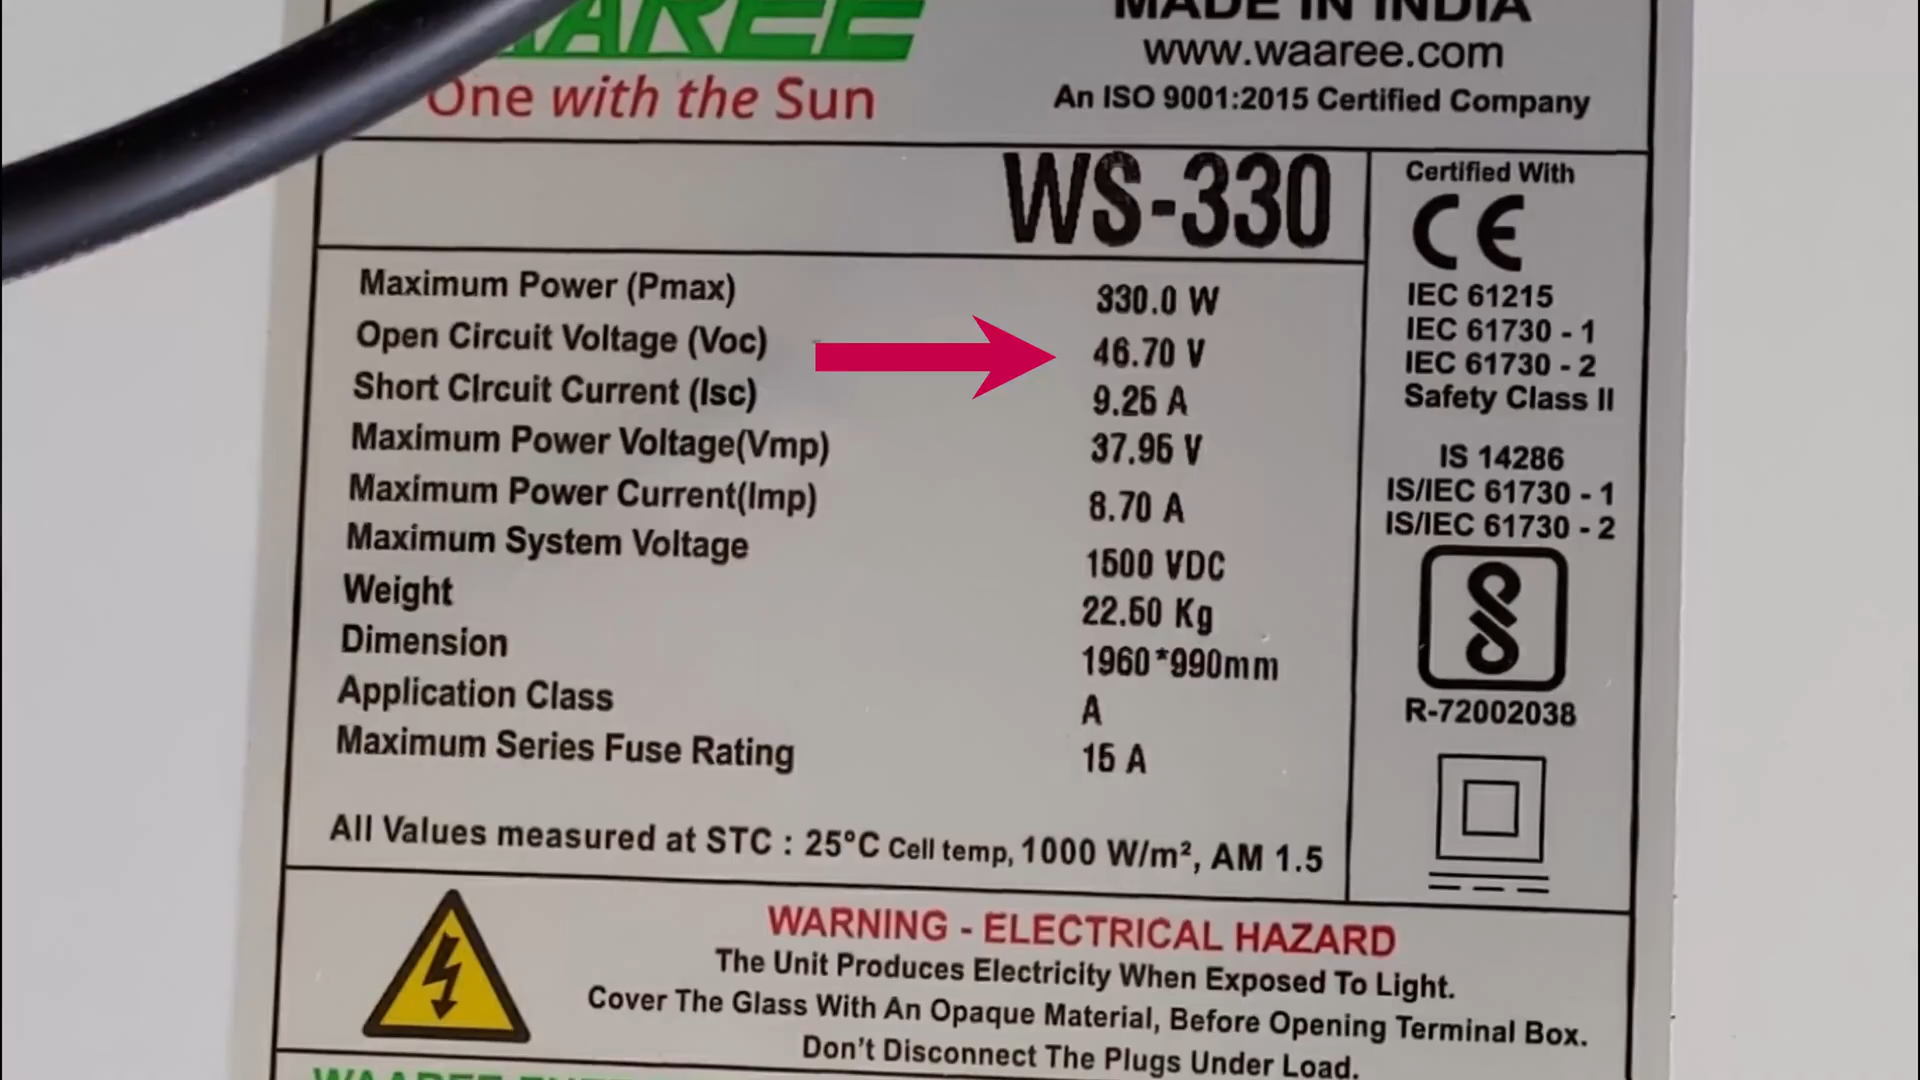 WAAREE
One with the Sun
MADE IN INDIA
www.waaree.com
An ISO 9001:2015 Certified Company
WS-330
Maximum Power (Pmax) 330.0 W
Open Circuit Voltage (Voc) 46.70 V
Short CIrcuit Current (Isc) 9.25 A
Maximum Power Voltage(Vmp) 37.95 V
Maximum Power Current(Imp) 8.70 A
Maximum System Voltage 1500 VDC
Weight 22.50 Kg
Dimension 1960*990mm
Application Class A
Maximum Series Fuse Rating 15 A
All Values measured at STC : 25°C Cell temp, 1000 W/m², AM 1.5
Certified With
CE
IEC 61215
IEC 61730 - 1
IEC 61730 - 2
Safety Class II
IS 14286
IS/IEC 61730 - 1
IS/IEC 61730 - 2
R-72002038
WARNING - ELECTRICAL HAZARD
The Unit Produces Electricity When Exposed To Light.
Cover The Glass With An Opaque Material, Before Opening Terminal Box.
Don't Disconnect The Plugs Under Load.
WAAREE